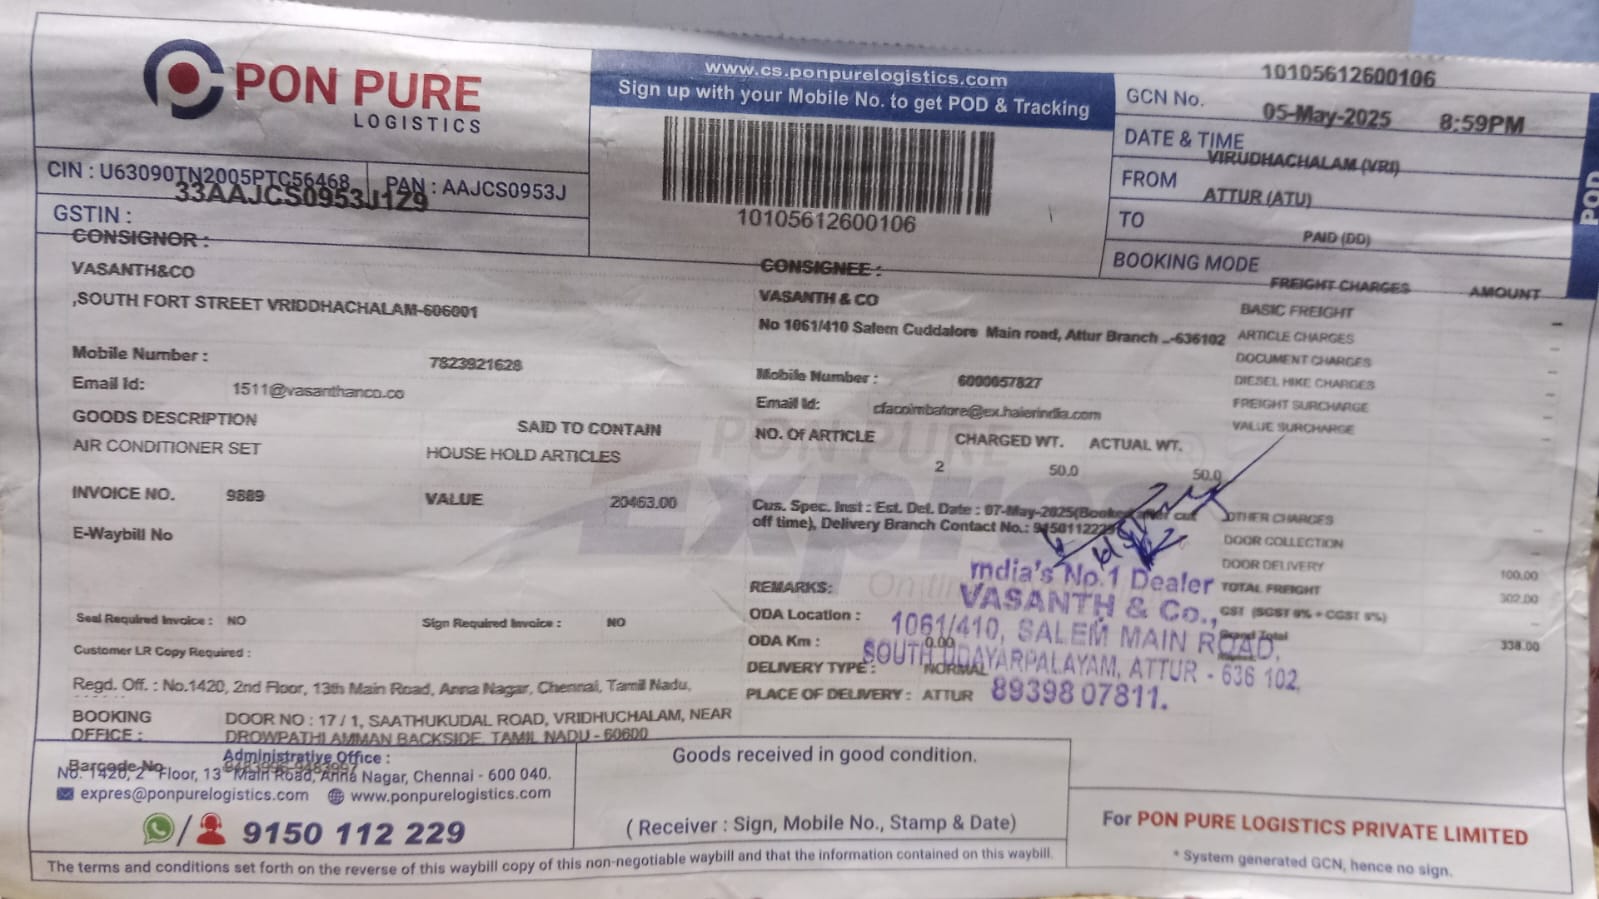 PON PURE
LOGISTICS
www.cs.ponpurelogistics.com
Sign up with your Mobile No. to get POD & Tracking
10105612600106
GCN No. 10105612600106
DATE & TIME 05-May-2025 8:59PM
FROM VIRUDHACHALAM (VRI)
TO ATTUR (ATU)
BOOKING MODE PAID (DD)
POD
CIN : U63090TN2005PTC56468 PAN : AAJCS0953J
GSTIN : 33AAJCS0953J1Z9
CONSIGNOR :
VASANTH&CO
,SOUTH FORT STREET VRIDDHACHALAM-606001
Mobile Number : 7823921628
Email Id: 1511@vasanthanco.co
GOODS DESCRIPTION SAID TO CONTAIN
AIR CONDITIONER SET HOUSE HOLD ARTICLES
INVOICE NO. 9889 VALUE 20463.00
E-Waybill No
Seal Required Invoice : NO Sign Required Invoice : NO
Customer LR Copy Required :
Regd. Off. : No.1420, 2nd Floor, 13th Main Road, Anna Nagar, Chennai, Tamil Nadu,
BOOKING OFFICE : DOOR NO : 17 / 1, SAATHUKUDAL ROAD, VRIDHUCHALAM, NEAR
DROWPATHI AMMAN BACKSIDE, TAMIL NADU - 60600
CONSIGNEE :
VASANTH & CO
No 1061/410 Salem Cuddalore Main road, Attur Branch ,,-636102
Mobile Number : 6000057827
Email Id: cfacoimbatore@ex.haierindia.com
NO. OF ARTICLE CHARGED WT. ACTUAL WT.
2 50.0 50.0
Cus. Spec. Inst : Est. Del. Date : 07-May-2025(Booked after cut
off time), Delivery Branch Contact No.:
REMARKS:
ODA Location :
ODA Km : 0.00
DELIVERY TYPE : NORMAL
PLACE OF DELIVERY : ATTUR
PON PURE
Expres
India's No.1 Dealer
VASANTH & Co.,
1061/410, SALEM MAIN ROAD,
SOUTH UDAYARPALAYAM, ATTUR - 636 102,
89398 07811.
FREIGHT CHARGES AMOUNT
BASIC FREIGHT -
ARTICLE CHARGES -
DOCUMENT CHARGES -
DIESEL HIKE CHARGES -
FREIGHT SURCHARGE -
VALUE SURCHARGE -
OTHER CHARGES -
DOOR COLLECTION -
DOOR DELIVERY 100.00
TOTAL FREIGHT 302.00
GST (SGST 9% + CGST 9%) -
Grand Total 338.00
Barcode No
Administrative Office :
No. 1420, 2nd Floor, 13th Main Road, Anna Nagar, Chennai - 600 040.
expres@ponpurelogistics.com www.ponpurelogistics.com
9150 112 229
Goods received in good condition.
( Receiver : Sign, Mobile No., Stamp & Date)
For PON PURE LOGISTICS PRIVATE LIMITED
* System generated GCN, hence no sign.
The terms and conditions set forth on the reverse of this waybill copy of this non-negotiable waybill and that the information contained on this waybill.